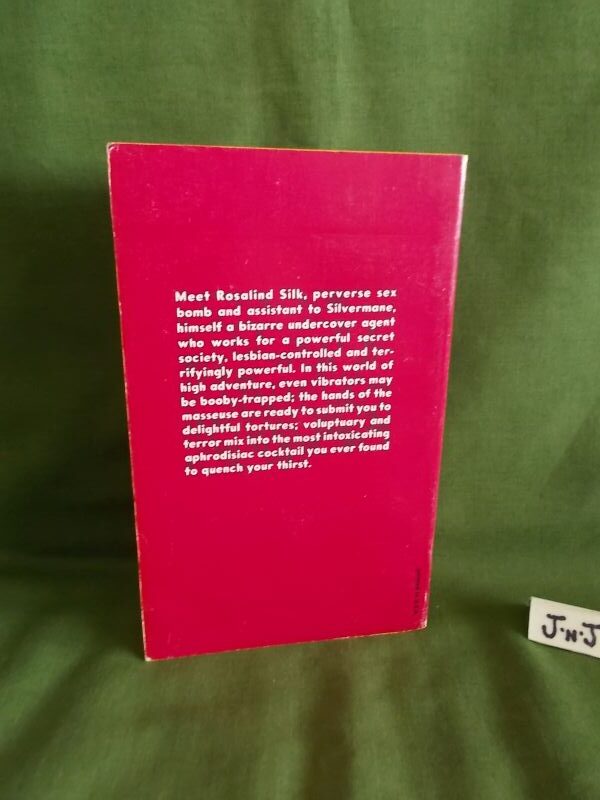 Meet Rosalind Silk, perverse sex
bomb and assistant to Silvermane,
himself a bizarre undercover agent
who works for a powerful secret
society, lesbian-controlled and ter-
rifyingly powerful. In this world of
high adventure, even vibrators may
be booby-trapped; the hands of the
masseuse are ready to submit you to
delightful tortures; voluptuary and
terror mix into the most intoxicating
aphrodisiac cocktail you ever found
to quench your thirst.
J·N·J